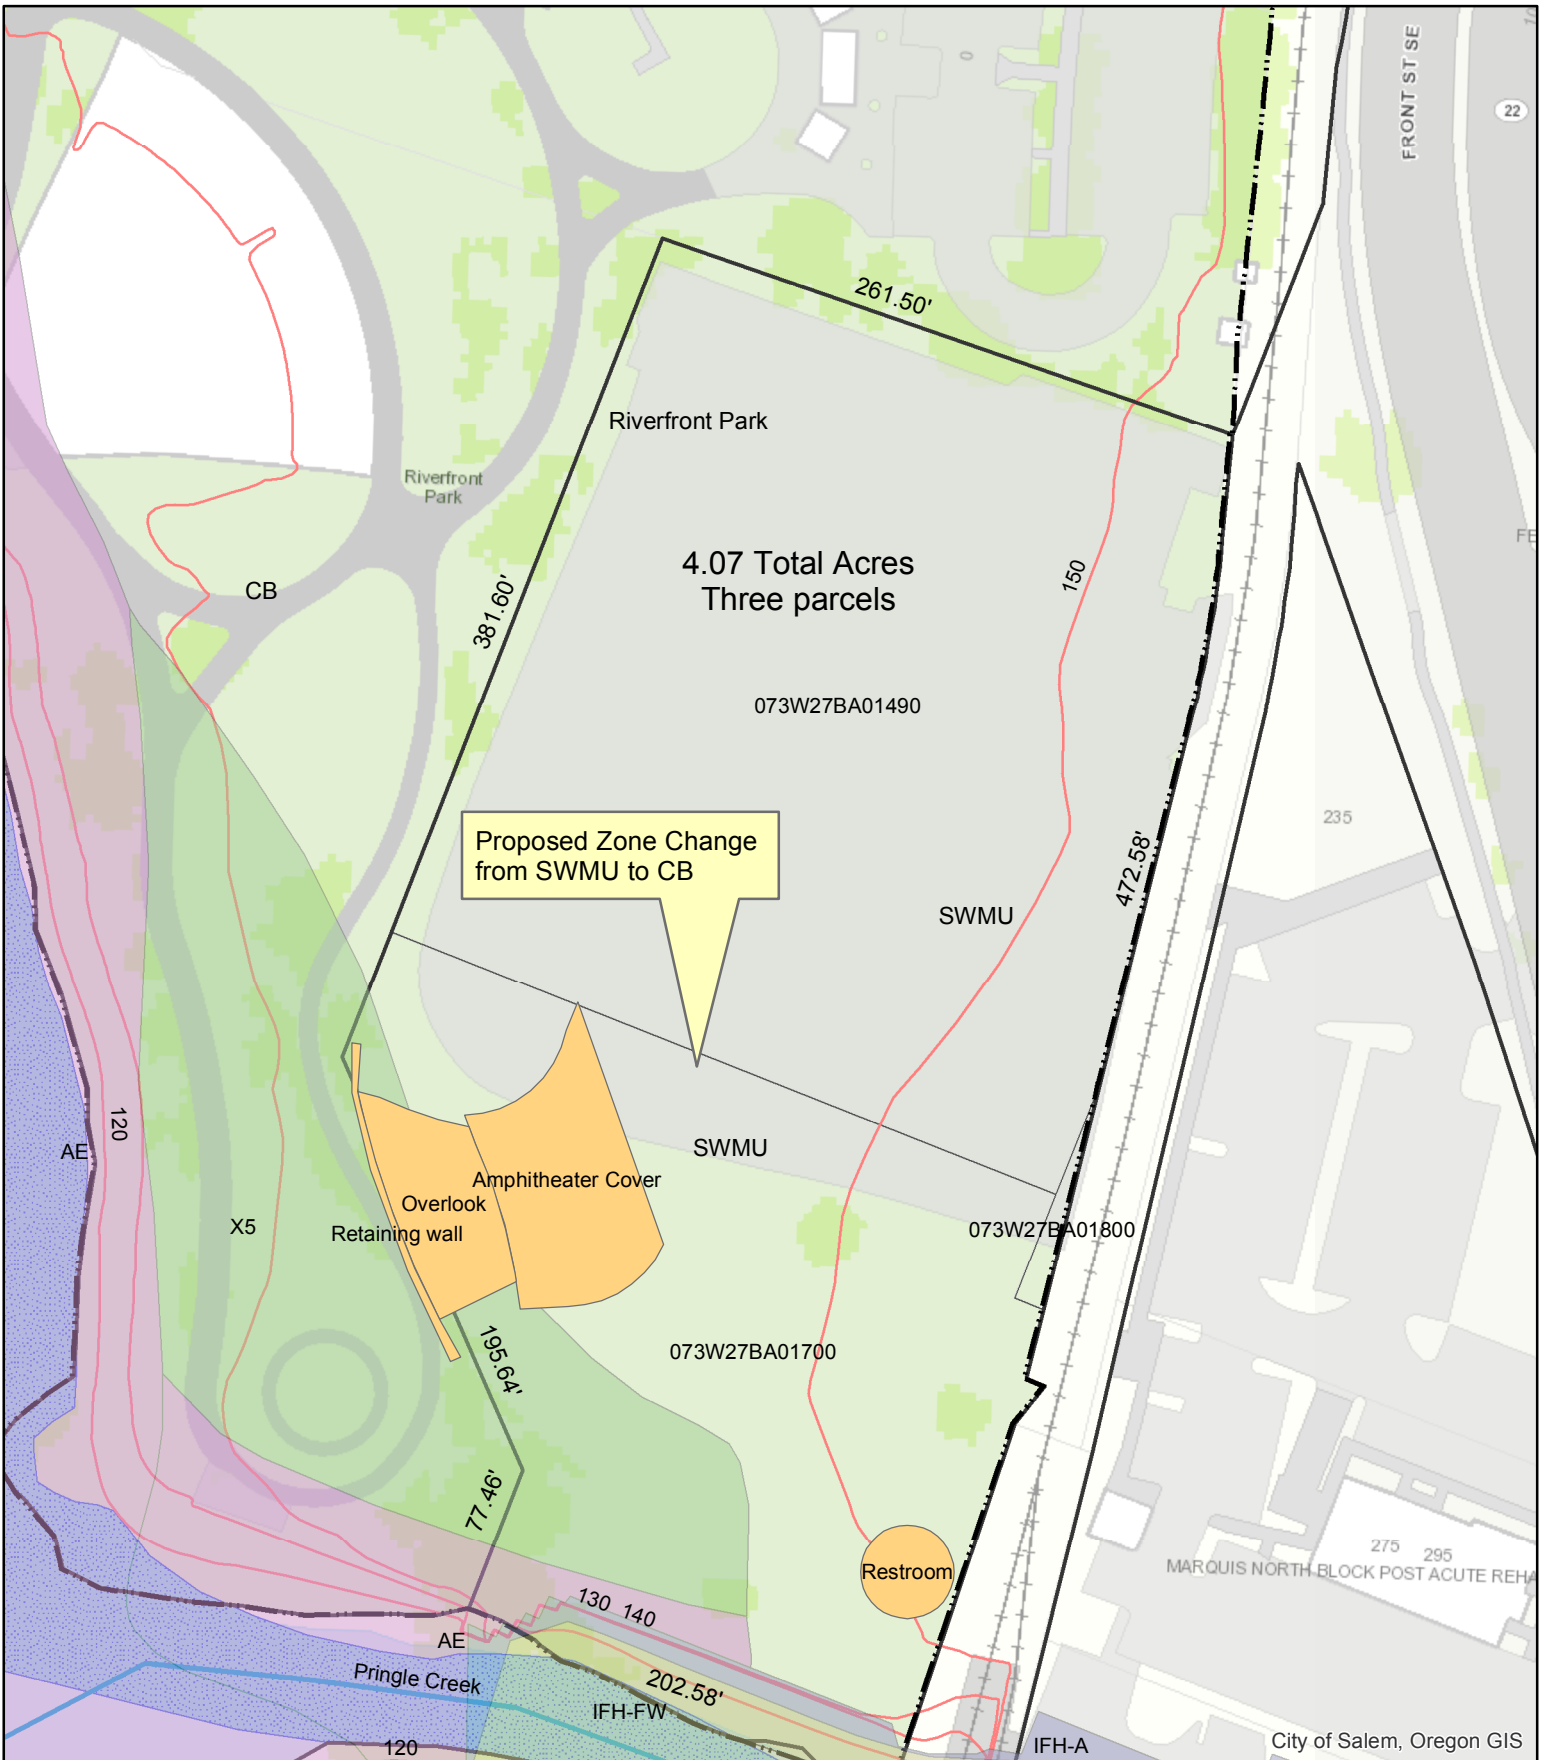 FRONT ST SE
22
0
261.50'
Riverfront Park
Riverfront
Park
FE
4.07 Total Acres
Three parcels
150
CB
381.60'
073W27BA01490
235
Proposed Zone Change
from SWMU to CB
472.58'
SWMU
120
AE
SWMU
Amphitheater Cover
Overlook
Retaining wall
X5
073W27BA01800
195.64'
073W27BA01700
77.46'
275
295
MARQUIS NORTH BLOCK POST ACUTE REHA
Restroom
130 140
AE
Pringle Creek
202.58'
IFH-FW
120
IFH-A
City of Salem, Oregon GIS